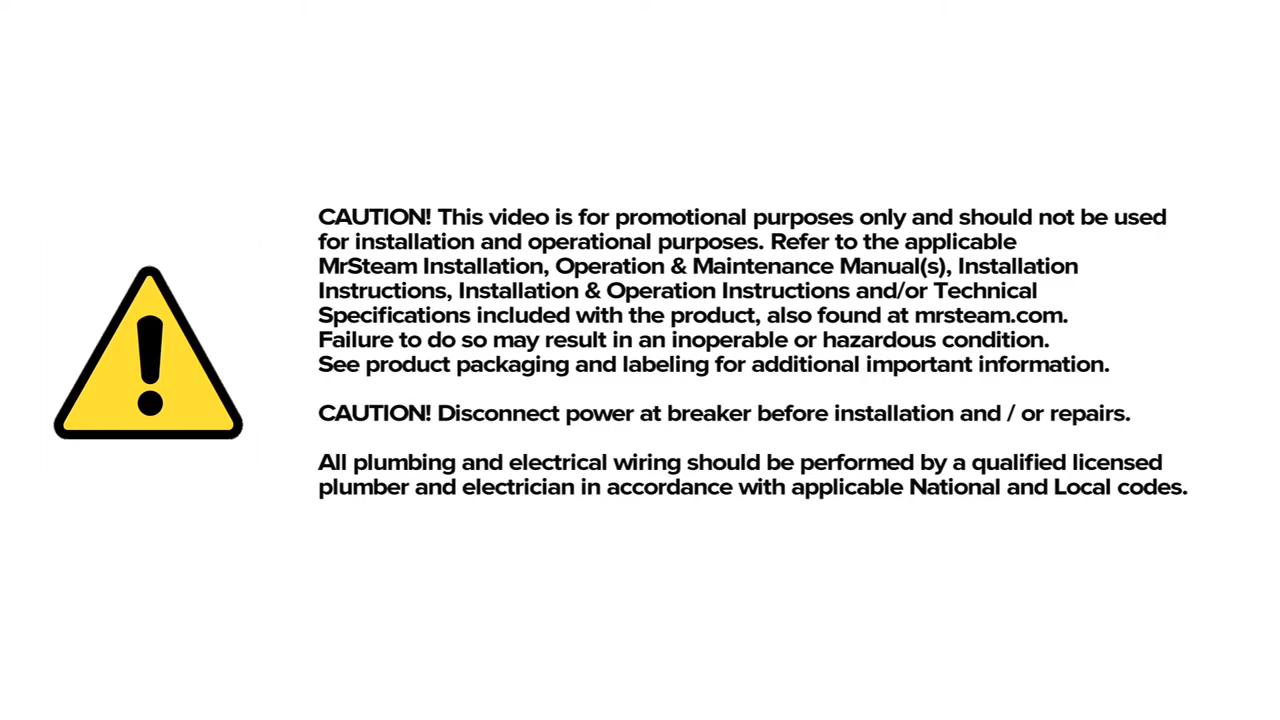 CAUTION! This video is for promotional purposes only and should not be used
for installation and operational purposes. Refer to the applicable
MrSteam Installation, Operation & Maintenance Manual(s), Installation
Instructions, Installation & Operation Instructions and/or Technical
Specifications included with the product, also found at mrsteam.com.
Failure to do so may result in an inoperable or hazardous condition.
See product packaging and labeling for additional important information.
CAUTION! Disconnect power at breaker before installation and / or repairs.
All plumbing and electrical wiring should be performed by a qualified licensed
plumber and electrician in accordance with applicable National and Local codes.